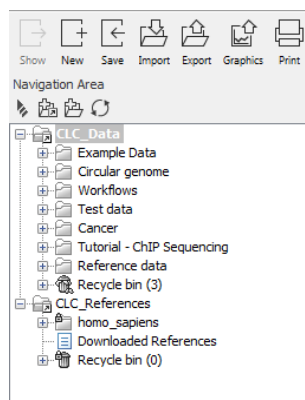 Show New Save Import Export Graphics Print
Navigation Area
CLC_Data
Example Data
Circular genome
Workflows
Test data
Cancer
Tutorial - ChIP Sequencing
Reference data
Recycle bin (3)
CLC_References
homo_sapiens
Downloaded References
Recycle bin (0)